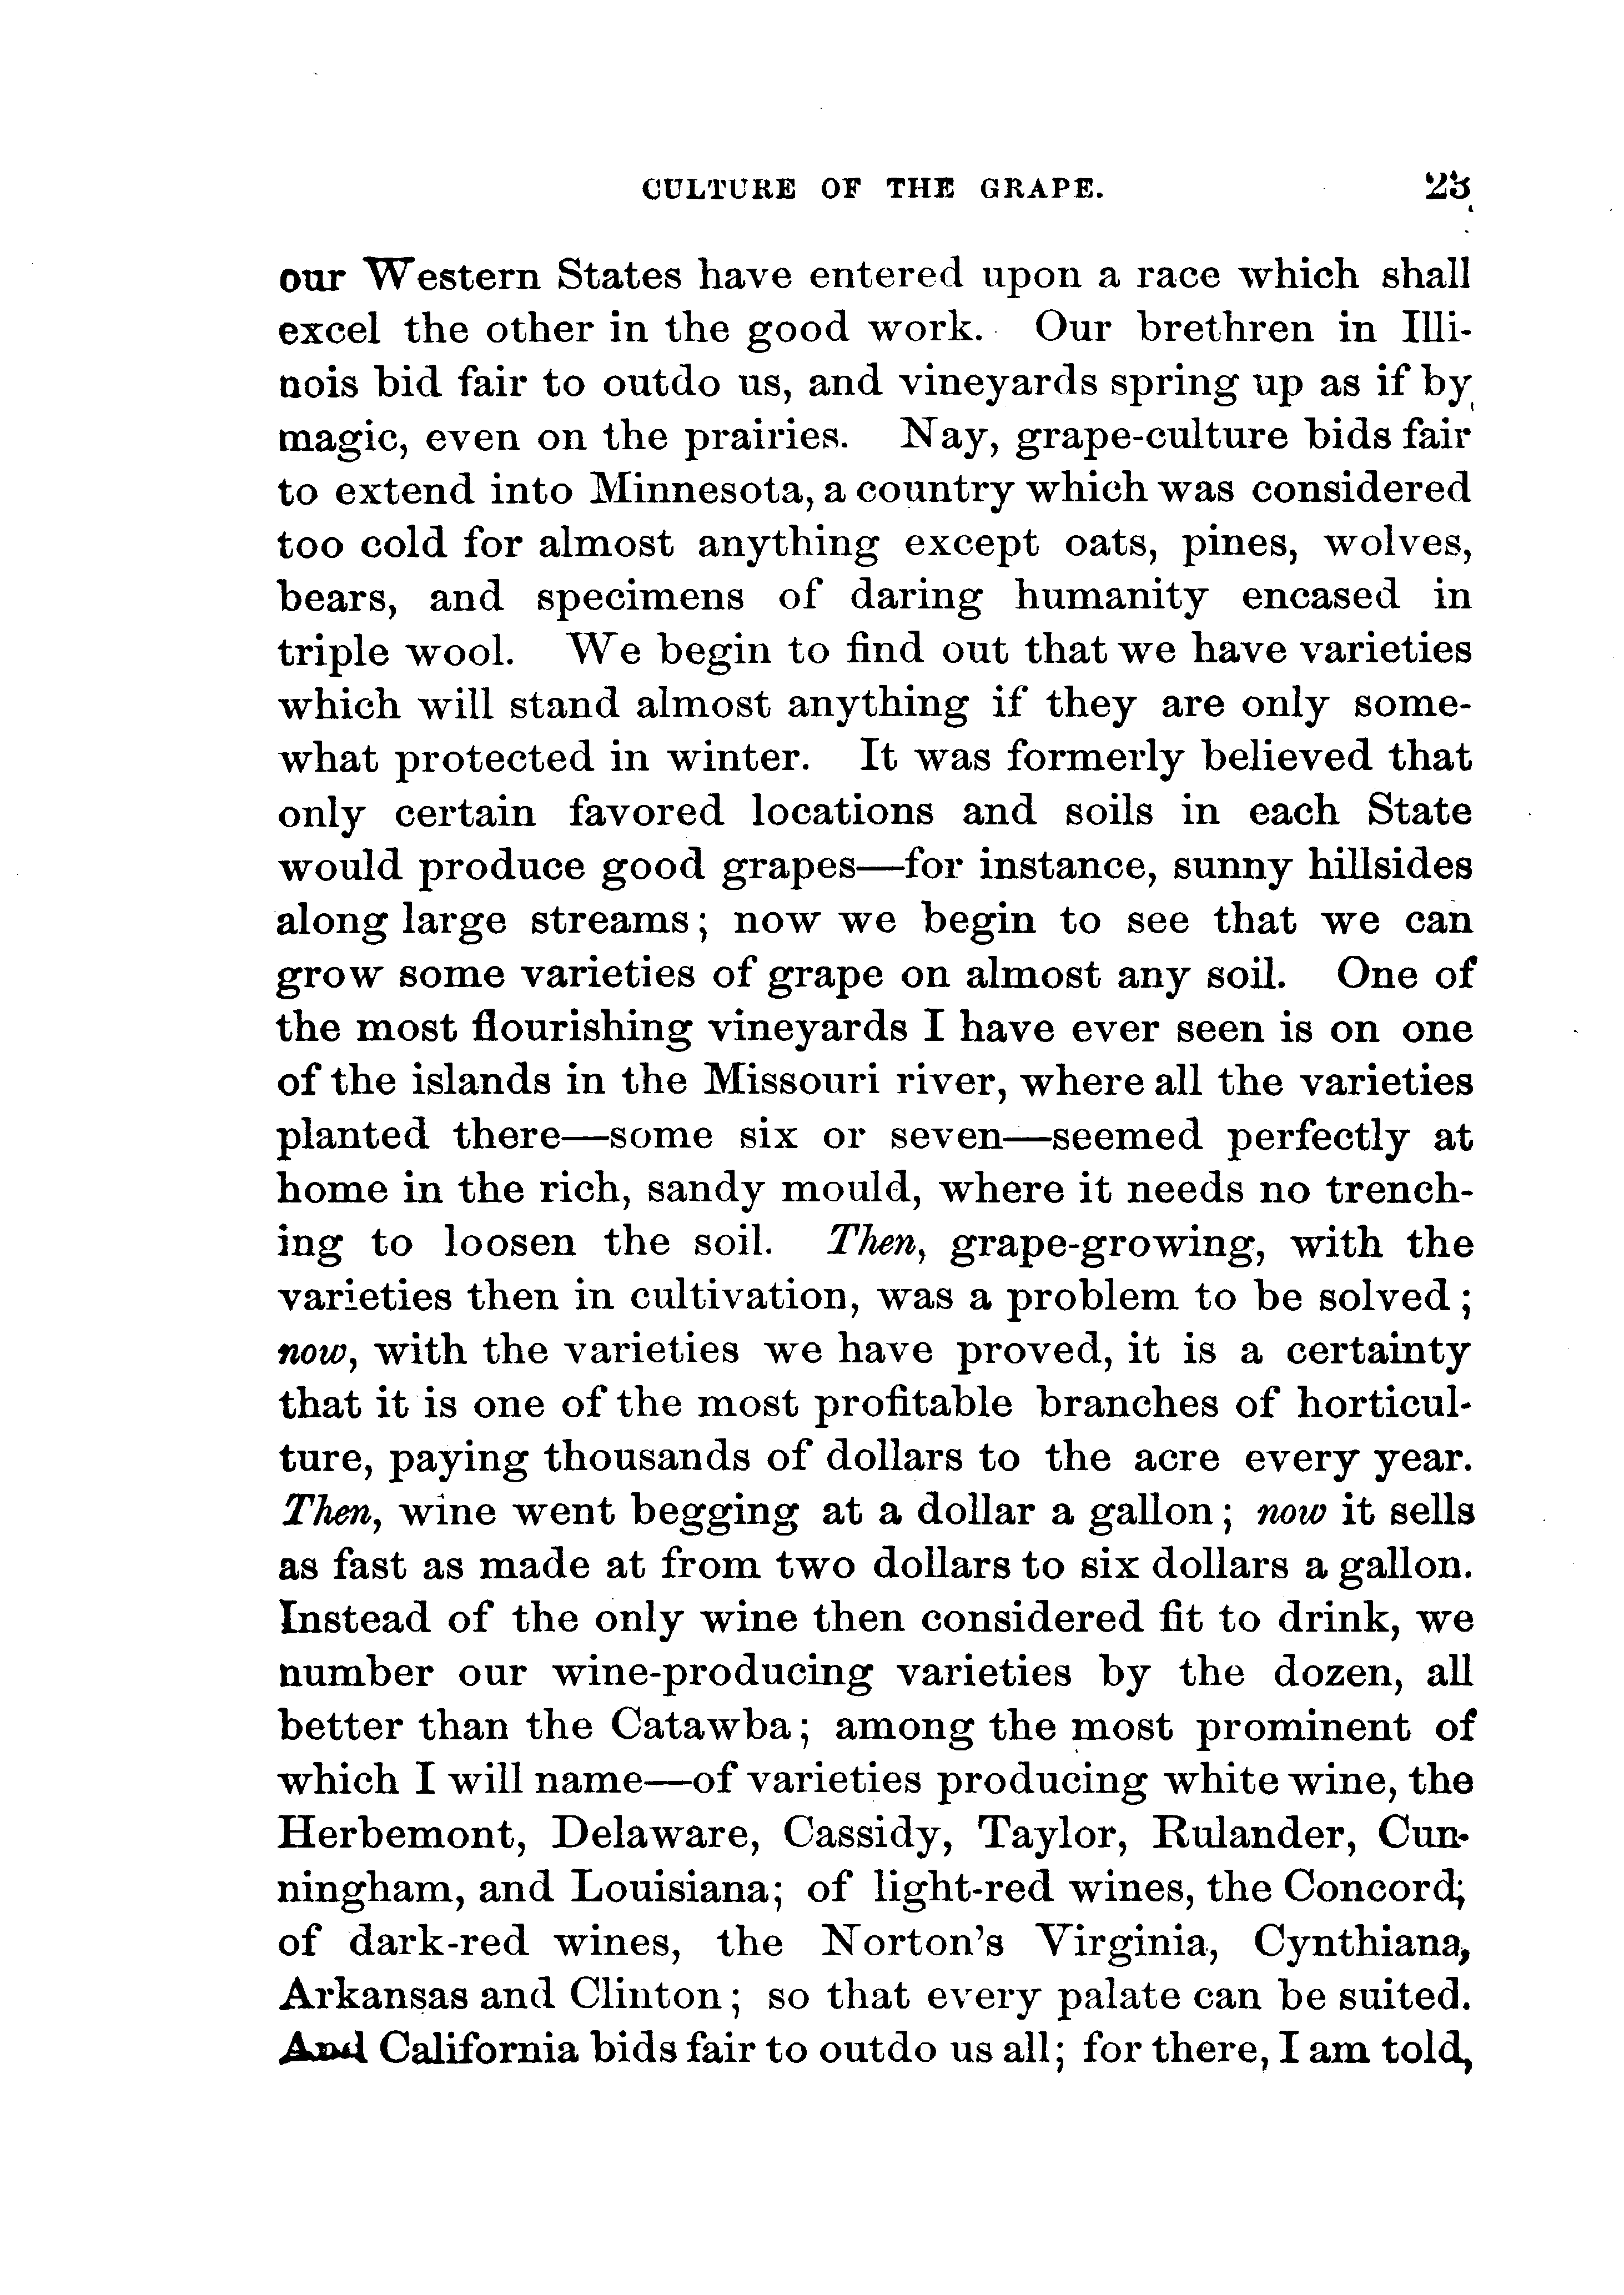 CULTURE OF THE GRAPE. 23
our Western States have entered upon a race which shall
excel the other in the good work. Our brethren in Illi-
nois bid fair to outdo us, and vineyards spring up as if by
magic, even on the prairies. Nay, grape-culture bids fair
to extend into Minnesota, a country which was considered
too cold for almost anything except oats, pines, wolves,
bears, and specimens of daring humanity encased in
triple wool. We begin to find out that we have varieties
which will stand almost anything if they are only some-
what protected in winter. It was formerly believed that
only certain favored locations and soils in each State
would produce good grapes—for instance, sunny hillsides
along large streams; now we begin to see that we can
grow some varieties of grape on almost any soil. One of
the most flourishing vineyards I have ever seen is on one
of the islands in the Missouri river, where all the varieties
planted there—some six or seven—seemed perfectly at
home in the rich, sandy mould, where it needs no trench-
ing to loosen the soil. Then, grape-growing, with the
varieties then in cultivation, was a problem to be solved;
now, with the varieties we have proved, it is a certainty
that it is one of the most profitable branches of horticul-
ture, paying thousands of dollars to the acre every year.
Then, wine went begging at a dollar a gallon; now it sells
as fast as made at from two dollars to six dollars a gallon.
Instead of the only wine then considered fit to drink, we
number our wine-producing varieties by the dozen, all
better than the Catawba; among the most prominent of
which I will name—of varieties producing white wine, the
Herbemont, Delaware, Cassidy, Taylor, Rulander, Cun-
ningham, and Louisiana; of light-red wines, the Concord;
of dark-red wines, the Norton's Virginia, Cynthiana,
Arkansas and Clinton; so that every palate can be suited.
And California bids fair to outdo us all; for there, I am told,